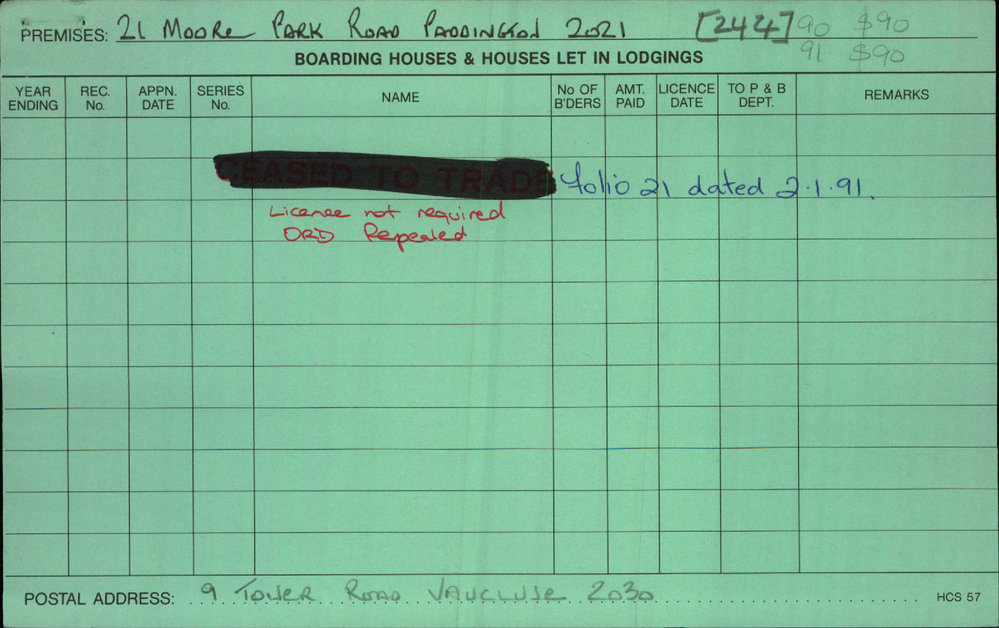 PREMISES: 21 MOORE PARK ROAD PADDINGTON 2021 [244] 90 $90
91 $90
BOARDING HOUSES & HOUSES LET IN LODGINGS
YEAR ENDING REC. No. APPN. DATE SERIES No. NAME No OF B'DERS AMT. PAID LICENCE DATE TO P & B DEPT. REMARKS
CEASED TO TRADE folio 21 dated 2.1.91.
Licence not required
ORD Repealed
POSTAL ADDRESS: 9 TOWER ROAD VAUCLUSE 2030 HCS 57